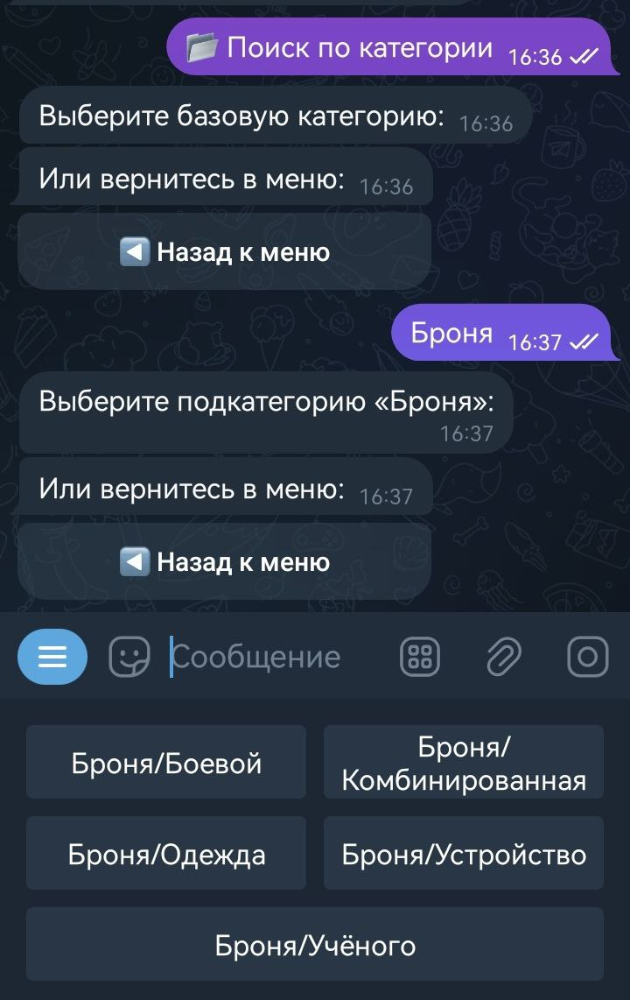 📁 Поиск по категории 16:36
Выберите базовую категорию: 16:36
Или вернитесь в меню: 16:36
◀️ Назад к меню
Броня 16:37
Выберите подкатегорию «Броня»:
16:37
Или вернитесь в меню: 16:37
◀️ Назад к меню
Сообщение
Броня/Боевой
Броня/
Комбинированная
Броня/Одежда
Броня/Устройство
Броня/Учёного